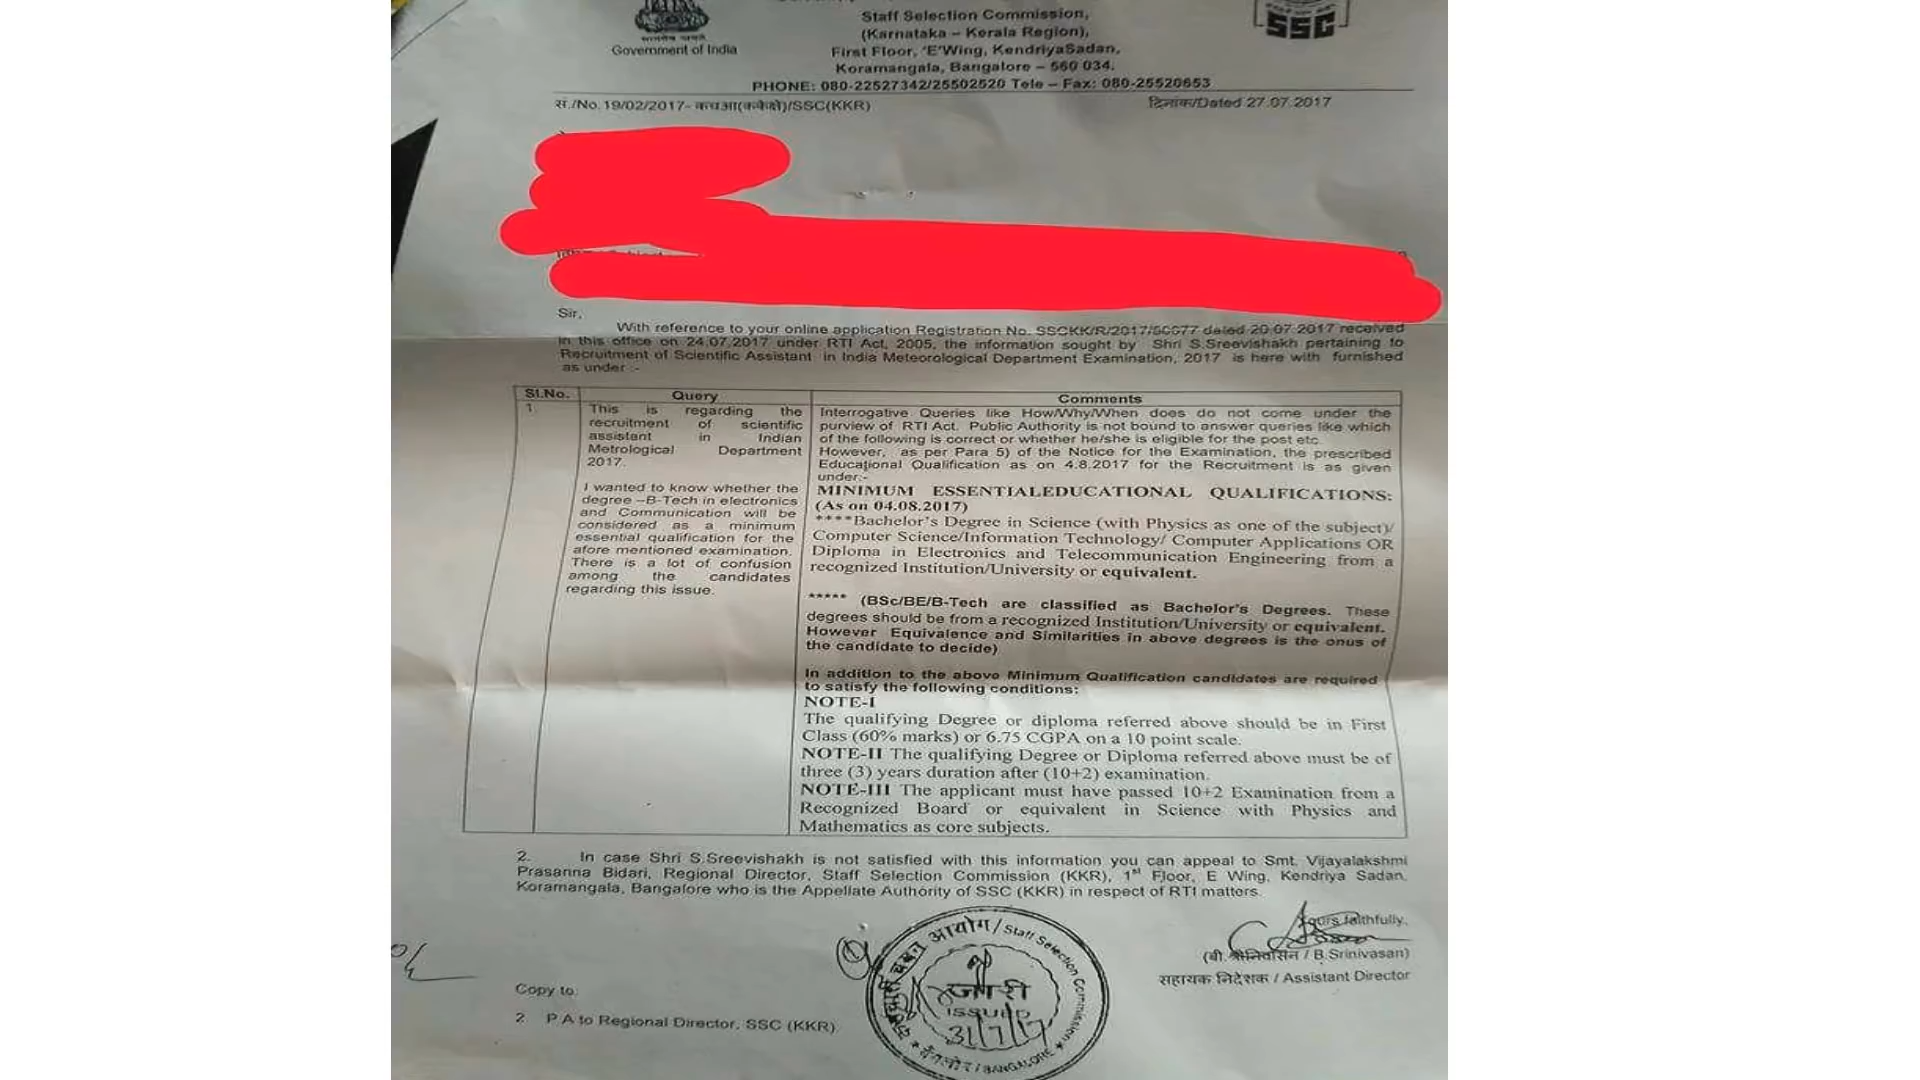 Staff Selection Commission,
(Karnataka – Kerala Region),
First Floor, 'E'Wing, KendriyaSadan,
Koramangala, Bangalore – 560 034.
PHONE: 080-22527342/25502520 Tele – Fax: 080-25520653
Government of India
SSC
सं./No.19/02/2017- /SSC(KKR)
दिनांक/Dated 27.07.2017
Sir,
With reference to your online application Registration No. dated 20.07.2017 received
in this office on 24.07.2017 under RTI Act, 2005, the information sought by Shri S.Sreevishakh pertaining to
Recruitment of Scientific Assistant in India Meteorological Department Examination, 2017 is here with furnished
as under :-
Sl.No.
Query
Comments
1
This is regarding the
recruitment of scientific
assistant in Indian
Metrological Department
2017.
I wanted to know whether the
degree –B-Tech in electronics
and Communication will be
considered as a minimum
essential qualification for the
afore mentioned examination.
There is a lot of confusion
among the candidates
regarding this issue.
Interrogative Queries like How/Why/When does do not come under the
purview of RTI Act. Public Authority is not bound to answer queries like which
of the following is correct or whether he/she is eligible for the post etc.
However, as per Para 5) of the Notice for the Examination, the prescribed
Educational Qualification as on 4.8.2017 for the Recruitment is as given
under:-
MINIMUM ESSENTIALEDUCATIONAL QUALIFICATIONS:
(As on 04.08.2017)
****Bachelor's Degree in Science (with Physics as one of the subject)/
Computer Science/Information Technology/ Computer Applications OR
Diploma in Electronics and Telecommunication Engineering from a
recognized Institution/University or equivalent.
***** (BSc/BE/B-Tech are classified as Bachelor's Degrees. These
degrees should be from a recognized Institution/University or equivalent.
However Equivalence and Similarities in above degrees is the onus of
the candidate to decide)
In addition to the above Minimum Qualification candidates are required
to satisfy the following conditions:
NOTE-I
The qualifying Degree or diploma referred above should be in First
Class (60% marks) or 6.75 CGPA on a 10 point scale.
NOTE-II The qualifying Degree or Diploma referred above must be of
three (3) years duration after (10+2) examination.
NOTE-III The applicant must have passed 10+2 Examination from a
Recognized Board or equivalent in Science with Physics and
Mathematics as core subjects.
2. In case Shri S.Sreevishakh is not satisfied with this information you can appeal to Smt. Vijayalakshmi
Prasanna Bidari, Regional Director, Staff Selection Commission (KKR), 1st Floor, E Wing, Kendriya Sadan,
Koramangala, Bangalore who is the Appellate Authority of SSC (KKR) in respect of RTI matters.
Yours faithfully,
(बी.श्रीनिवासन / B.Srinivasan)
सहायक निदेशक / Assistant Director
कर्मचारी चयन आयोग / Staff Selection Commission
जारी
ISSUED
31/7/17
बेंगलोर / BANGALORE
Copy to:
2 P A to Regional Director, SSC (KKR)